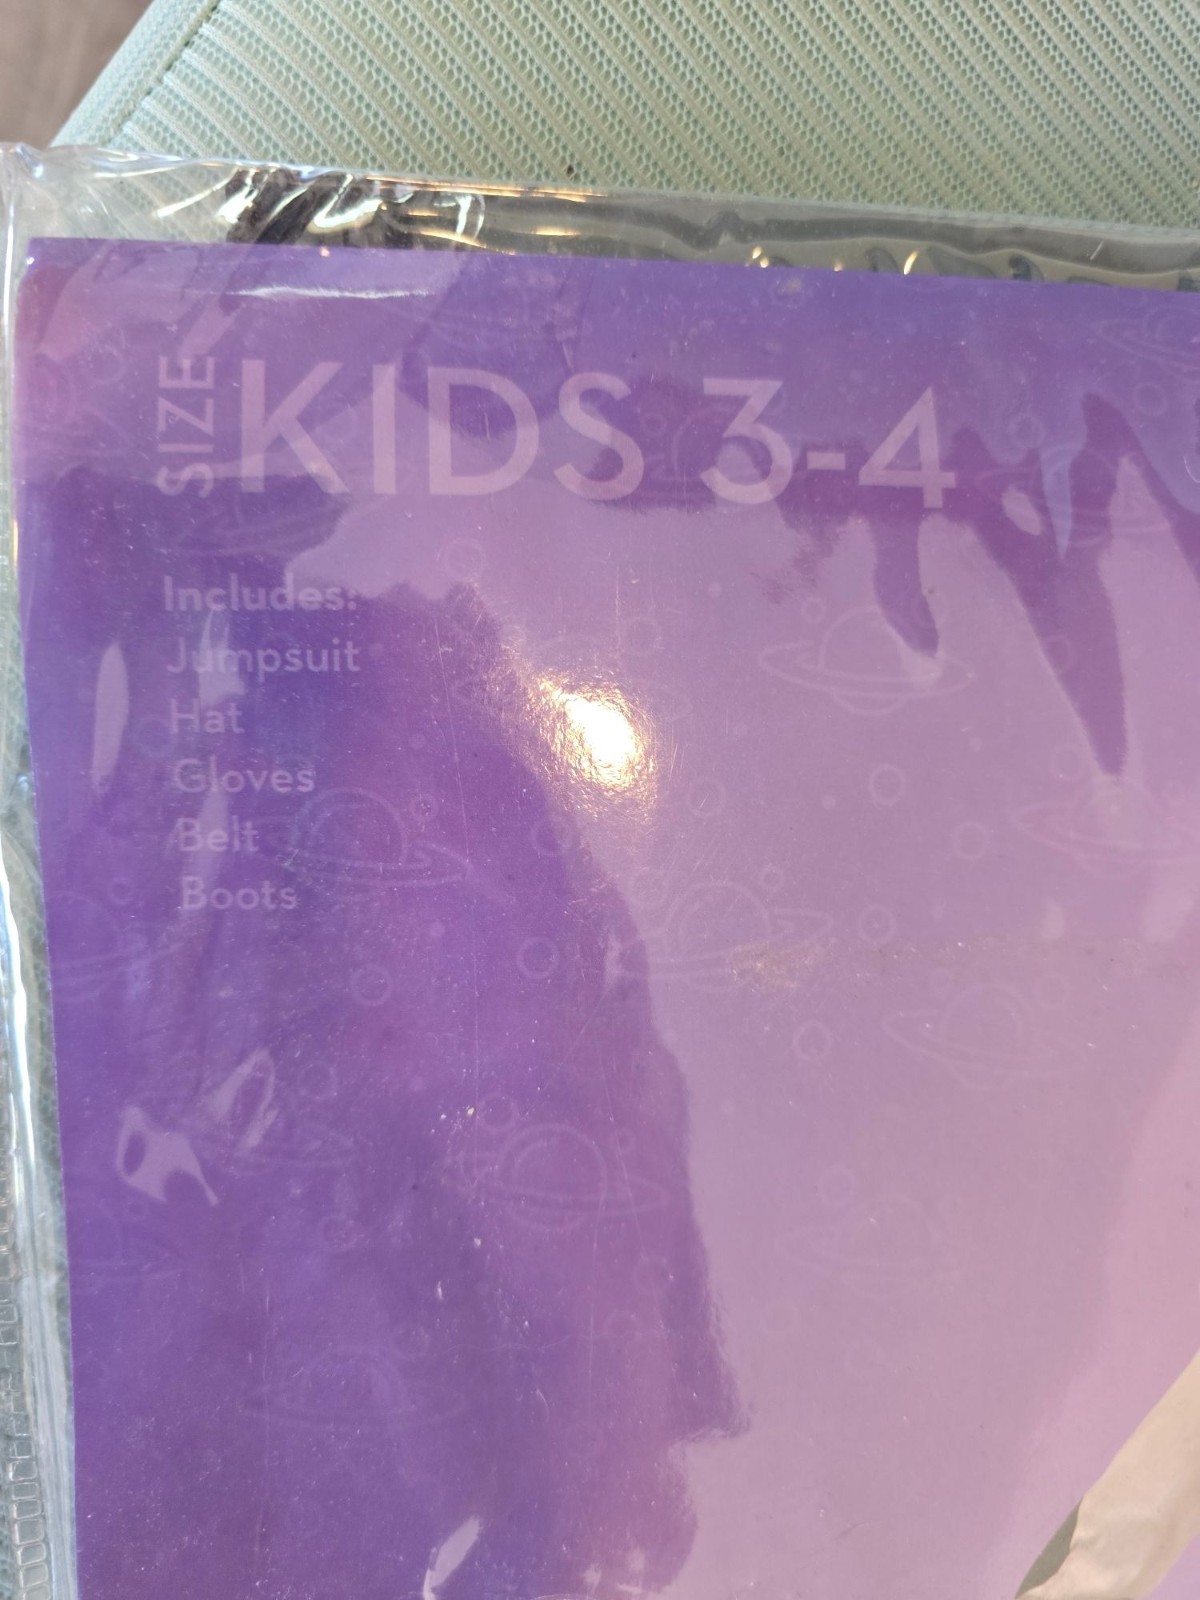 SIZE KIDS 3-4
Includes:
Jumpsuit
Hat
Gloves
Belt
Boots